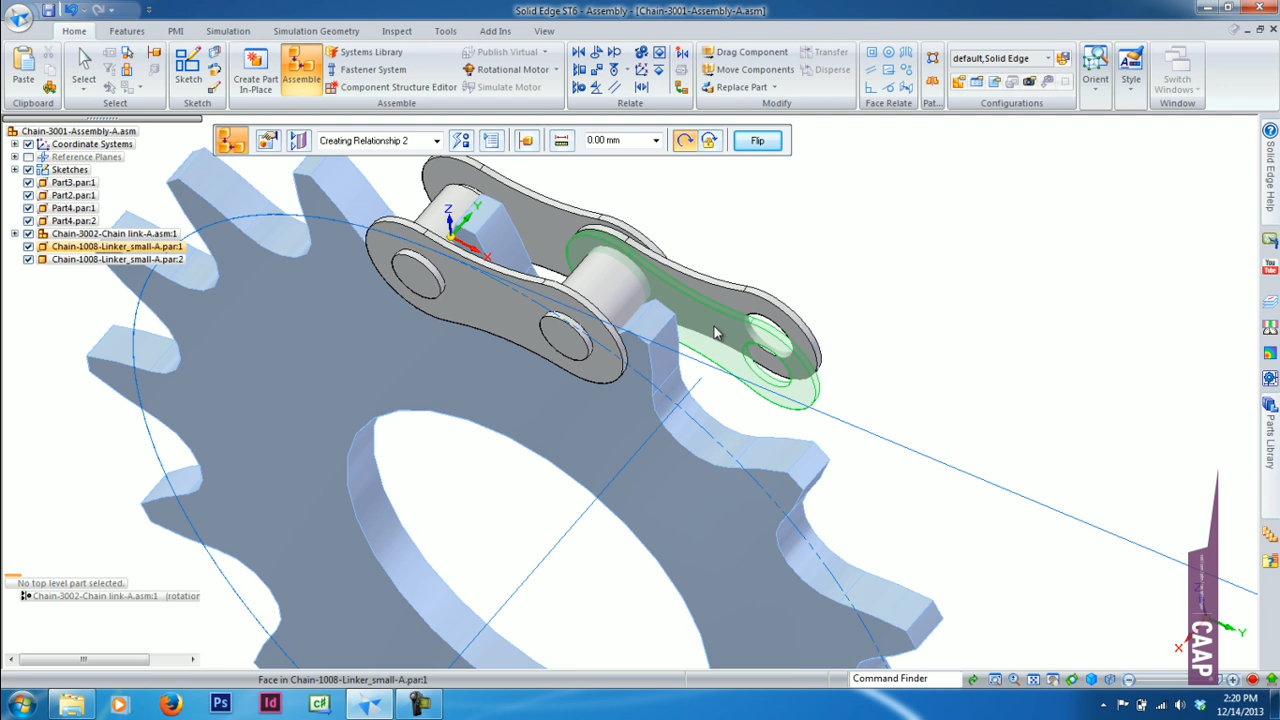 Solid Edge ST6 - Assembly - [Chain-3001-Assembly-A.asm]
Home Features PMI Simulation Simulation Geometry Inspect Tools Add Ins View
Paste
Clipboard
Select
Select
Sketch
Sketch
Create Part In-Place
Assemble
Systems Library
Fastener System
Component Structure Editor
Assemble
Publish Virtual
Rotational Motor
Simulate Motor
Relate
Drag Component
Move Components
Replace Part
Transfer
Disperse
Modify
Face Relate
Pat...
default,Solid Edge
Configurations
Orient
Style
Switch Windows
Window
Creating Relationship 2
0.00 mm
Flip
Chain-3001-Assembly-A.asm
Coordinate Systems
Reference Planes
Sketches
Part3.par:1
Part2.par:1
Part4.par:1
Part4.par:2
Chain-3002-Chain link-A.asm:1
Chain-1008-Linker_small-A.par:1
Chain-1008-Linker_small-A.par:2
Z
Y
X
Solid Edge Help
You Tube
Parts Library
No top level part selected.
Chain-3002-Chain link-A.asm:1 (rotation
X
Y
CAAP
Face in Chain-1008-Linker_small-A.par:1
Command Finder
Ps
Id
C#
2:20 PM
12/14/2013